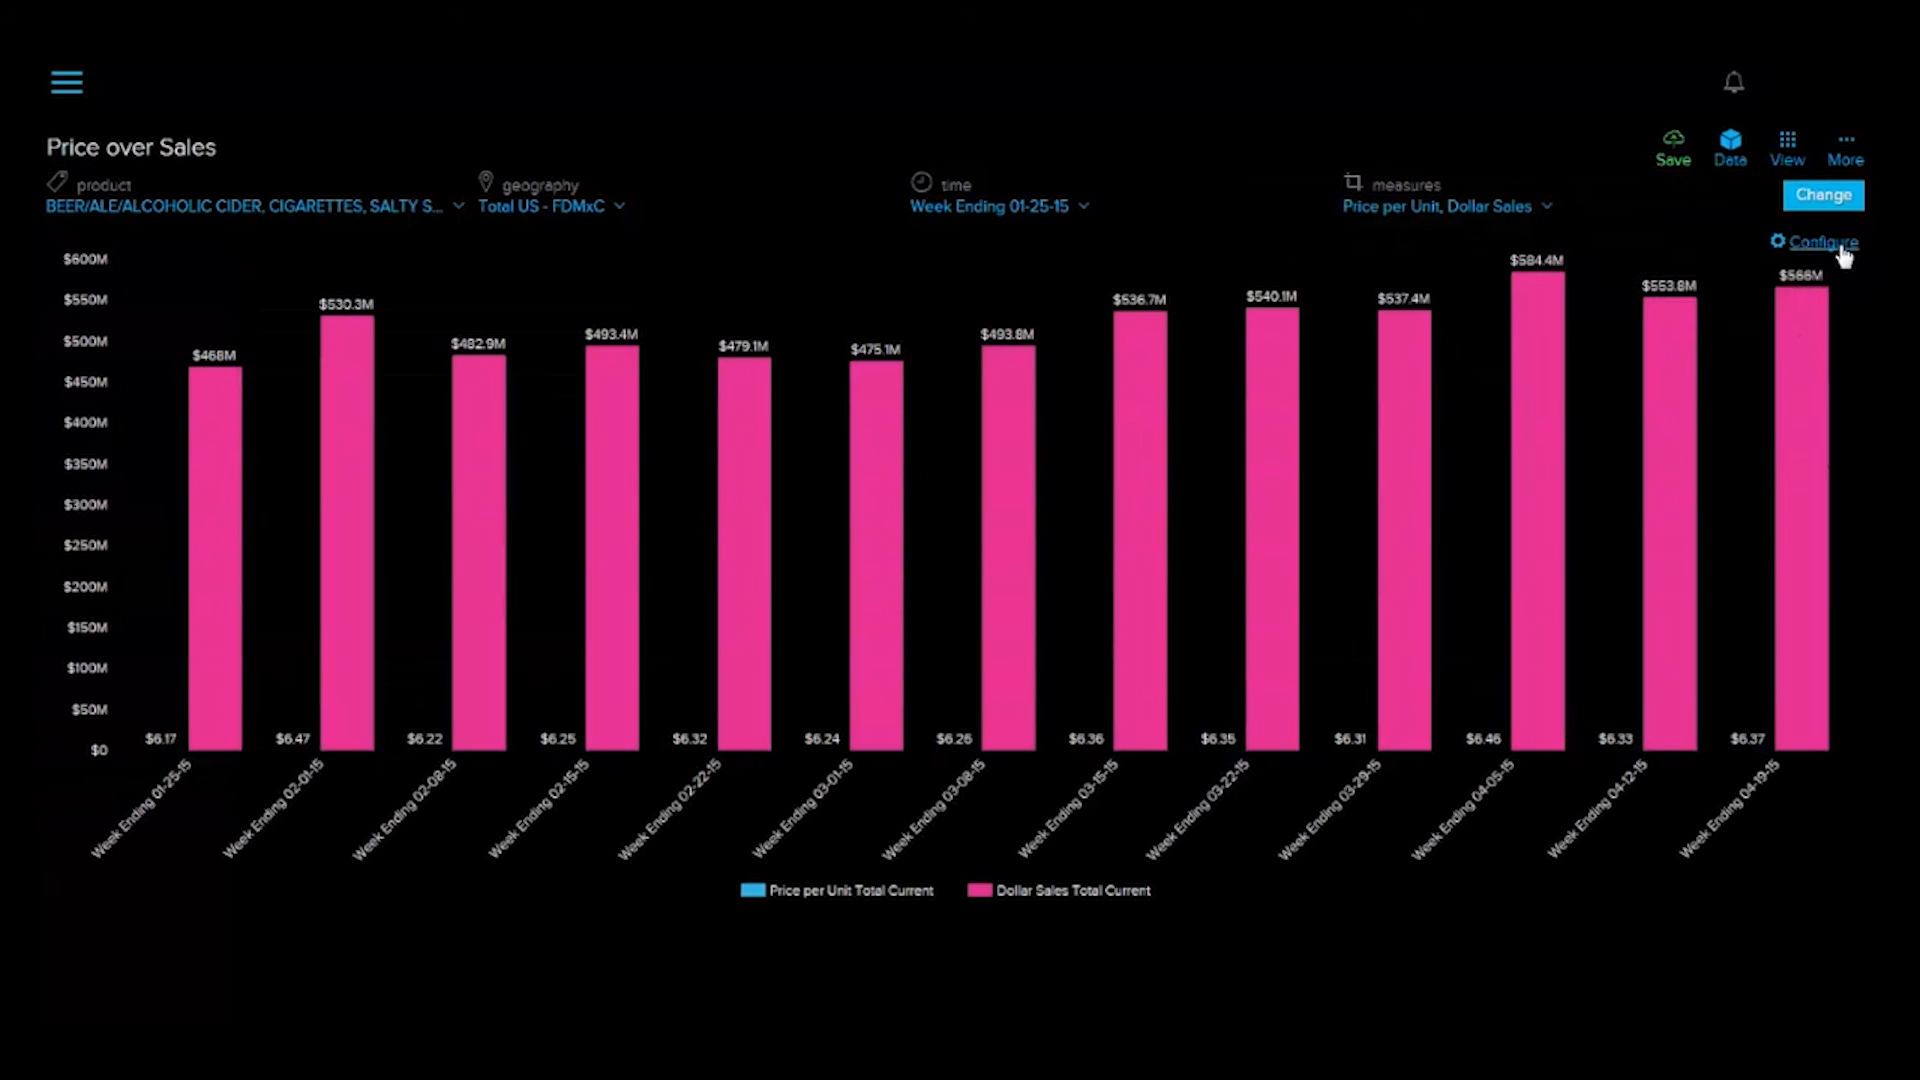 Price over Sales
Save
Data
View
More
product
BEER/ALE/ALCOHOLIC CIDER, CIGARETTES, SALTY S...
geography
Total US - FDMxC
time
Week Ending 01-25-15
measures
Price per Unit, Dollar Sales
Change
Configure
$600M
$550M
$500M
$450M
$400M
$350M
$300M
$250M
$200M
$150M
$100M
$50M
$0
$468M
$530.3M
$482.9M
$493.4M
$479.1M
$475.1M
$493.8M
$536.7M
$540.1M
$537.4M
$584.4M
$553.8M
$566M
$6.17
$6.47
$6.22
$6.25
$6.32
$6.24
$6.26
$6.36
$6.35
$6.31
$6.46
$6.33
$6.37
Week Ending 01-25-15
Week Ending 02-01-15
Week Ending 02-08-15
Week Ending 02-15-15
Week Ending 02-22-15
Week Ending 03-01-15
Week Ending 03-08-15
Week Ending 03-15-15
Week Ending 03-22-15
Week Ending 03-29-15
Week Ending 04-05-15
Week Ending 04-12-15
Week Ending 04-19-15
Price per Unit Total Current
Dollar Sales Total Current